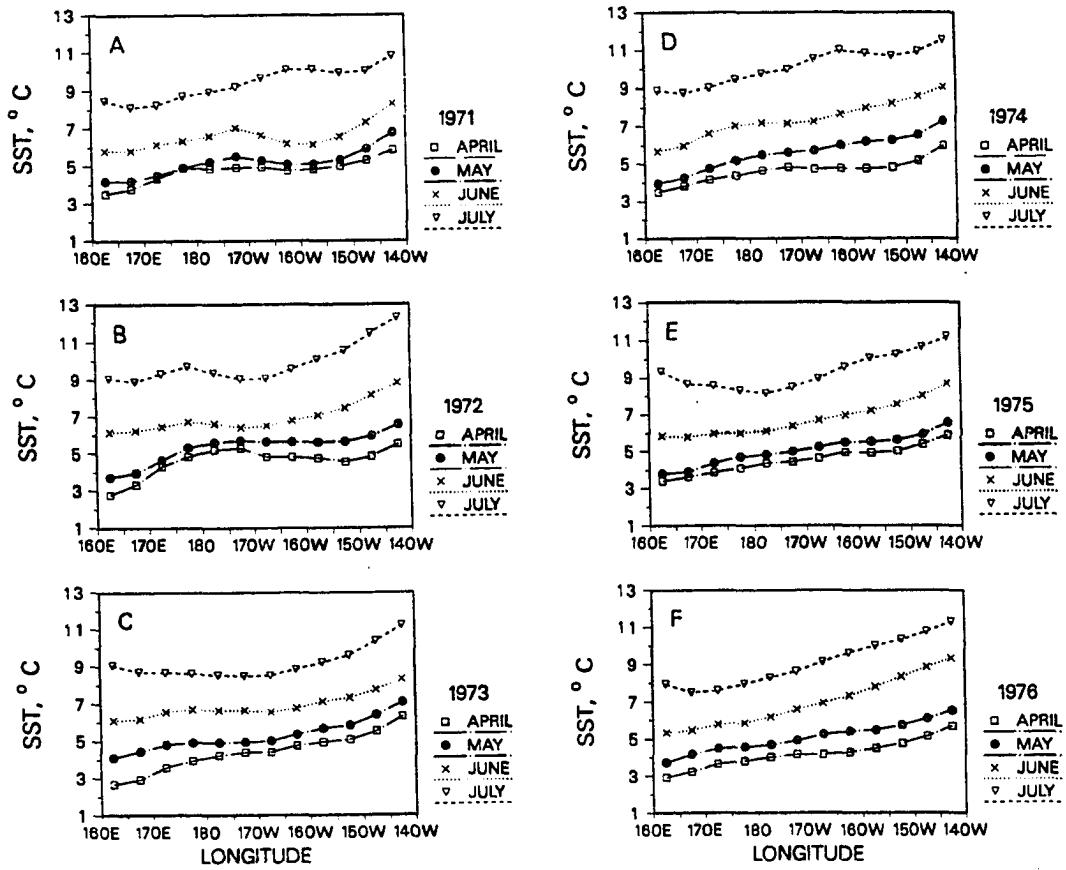 A
SST, ° C
13
11
9
7
5
3
1
160E 170E 180 170W 160W 150W 140W
1971
APRIL
MAY
JUNE
JULY
B
SST, ° C
13
11
9
7
5
3
1
160E 170E 180 170W 160W 150W 140W
1972
APRIL
MAY
JUNE
JULY
C
SST, ° C
13
11
9
7
5
3
1
160E 170E 180 170W 160W 150W 140W
LONGITUDE
1973
APRIL
MAY
JUNE
JULY
D
SST, ° C
13
11
9
7
5
3
1
160E 170E 180 170W 160W 150W 140W
1974
APRIL
MAY
JUNE
JULY
E
SST, ° C
13
11
9
7
5
3
1
160E 170E 180 170W 160W 150W 140W
1975
APRIL
MAY
JUNE
JULY
F
SST, ° C
13
11
9
7
5
3
1
160E 170E 180 170W 160W 150W 140W
LONGITUDE
1976
APRIL
MAY
JUNE
JULY